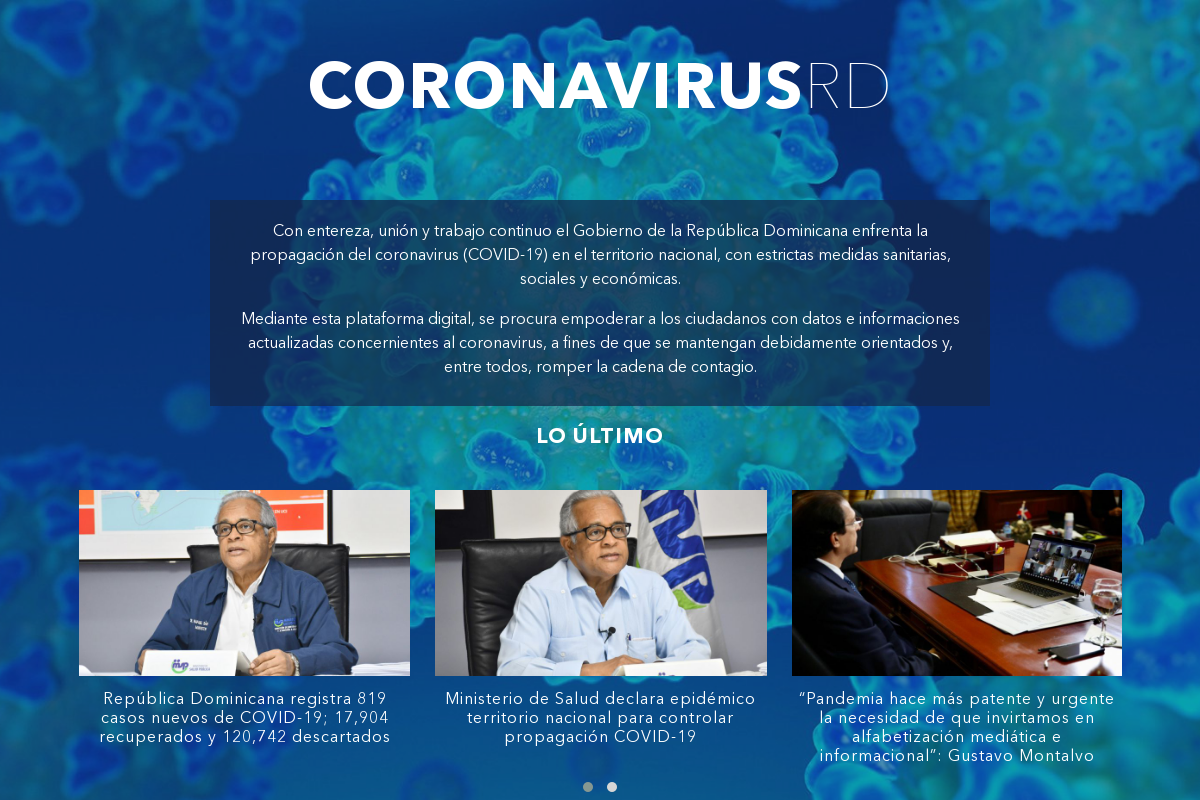 CORONAVIRUSRD
Con entereza, unión y trabajo continuo el Gobierno de la República Dominicana enfrenta la
propagación del coronavirus (COVID-19) en el territorio nacional, con estrictas medidas sanitarias,
sociales y económicas.
Mediante esta plataforma digital, se procura empoderar a los ciudadanos con datos e informaciones
actualizadas concernientes al coronavirus, a fines de que se mantengan debidamente orientados y,
entre todos, romper la cadena de contagio.
LO ÚLTIMO
República Dominicana registra 819
casos nuevos de COVID-19; 17,904
recuperados y 120,742 descartados
Ministerio de Salud declara epidémico
territorio nacional para controlar
propagación COVID-19
“Pandemia hace más patente y urgente
la necesidad de que invirtamos en
alfabetización mediática e
informacional”: Gustavo Montalvo